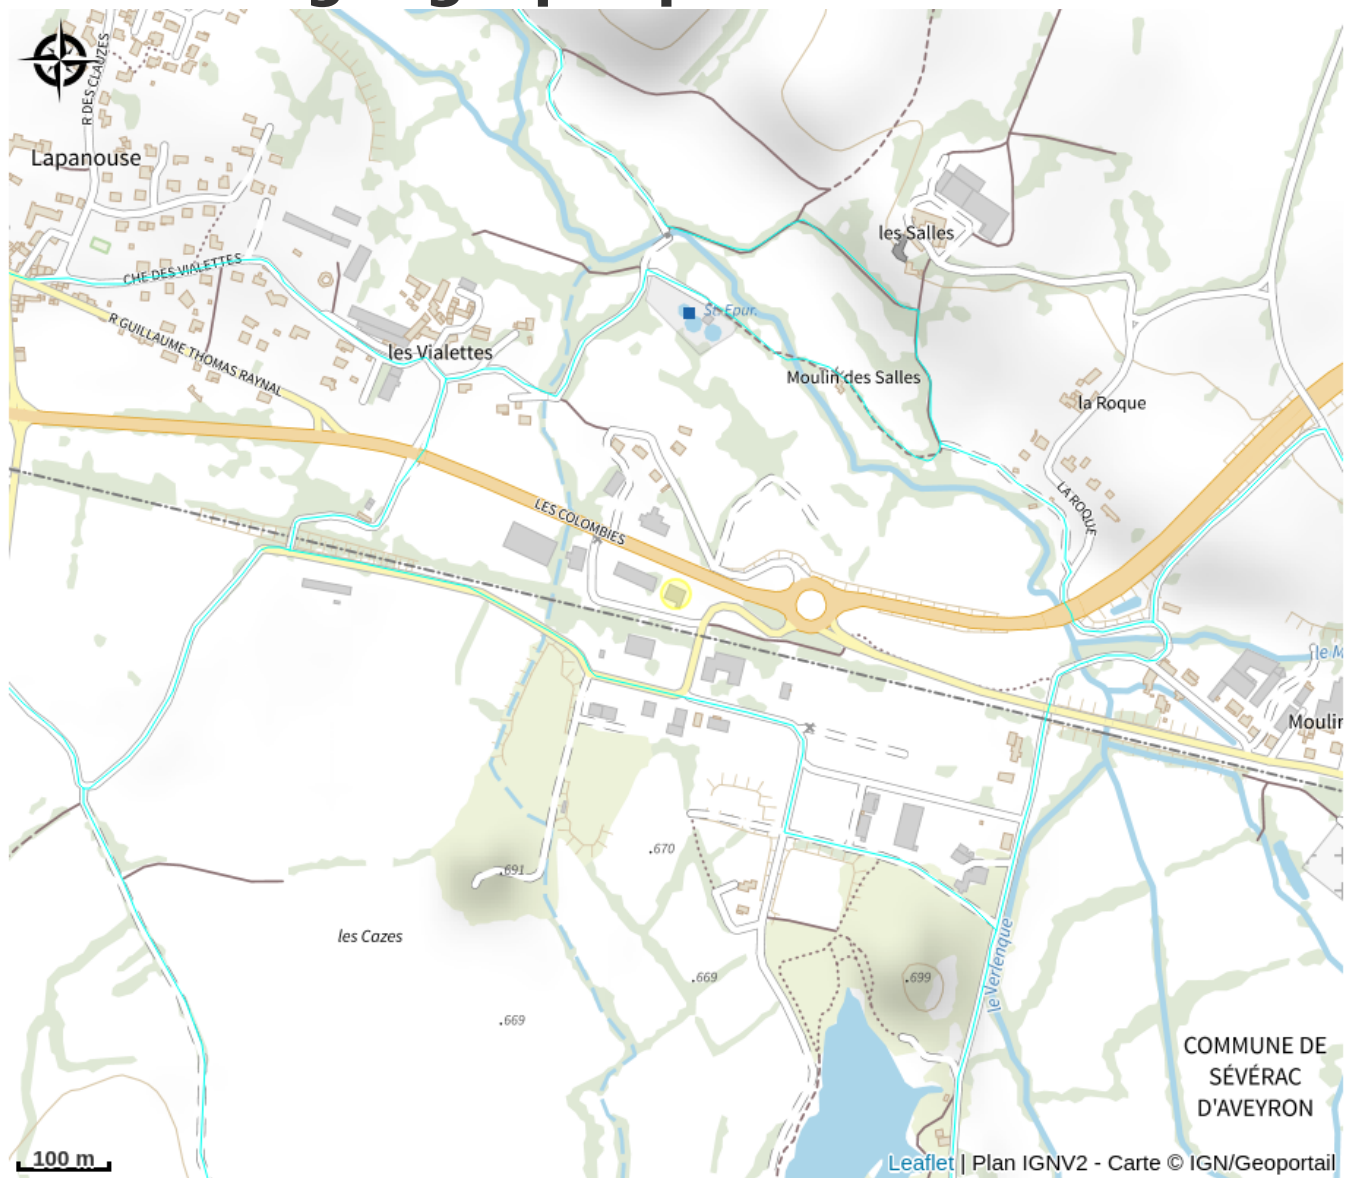 R DES CLAUZES
Lapanouse
les Salles
CHE DES VIALETTES
St. Epur.
R GUILLAUME THOMAS RAYNAL
les Vialettes
Moulin des Salles
la Roque
LA ROQUE
LES COLOMBIES
le M
Moulin
.670
.691
les Cazes
.669
.699
le Verlenque
.669
COMMUNE DE
SÉVÉRAC
D'AVEYRON
100 m
Leaflet | Plan IGNV2 - Carte © IGN/Geoportail